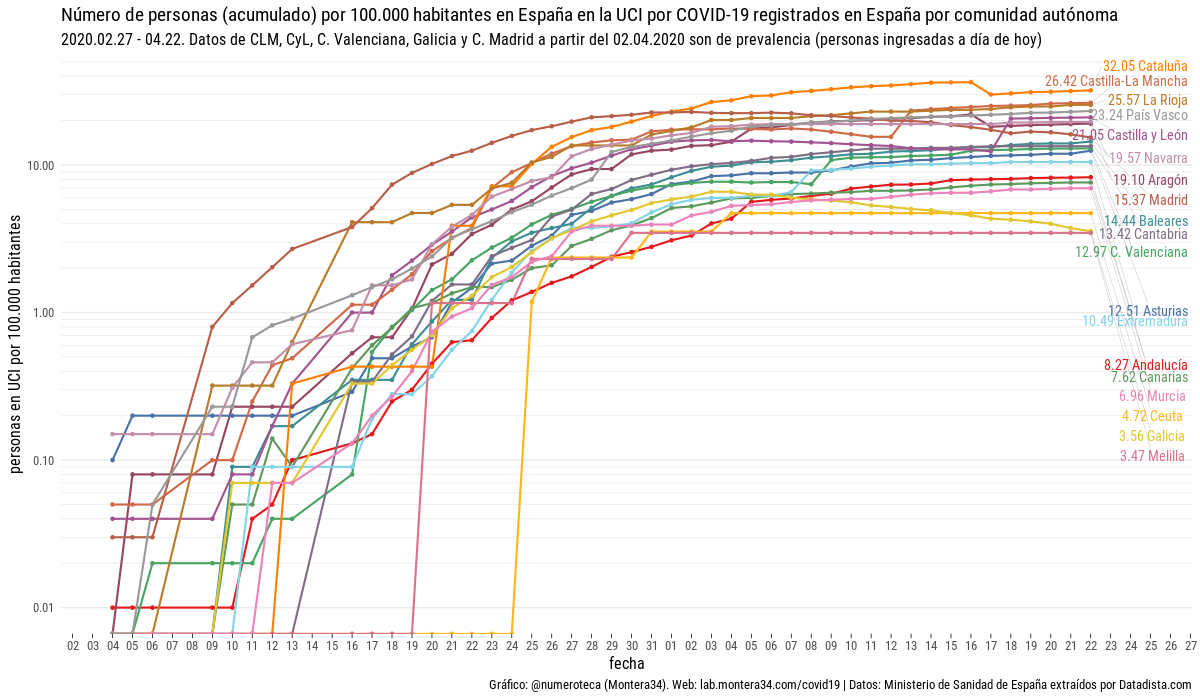 Número de personas (acumulado) por 100.000 habitantes en España en la UCI por COVID-19 registrados en España por comunidad autónoma
2020.02.27 - 04.22. Datos de CLM, CyL, C. Valenciana, Galicia y C. Madrid a partir del 02.04.2020 son de prevalencia (personas ingresadas a día de hoy)
32.05 Cataluña
26.42 Castilla-La Mancha
25.57 La Rioja
23.24 País Vasco
21.05 Castilla y León
19.57 Navarra
19.10 Aragón
15.37 Madrid
14.44 Baleares
13.42 Cantabria
12.97 C. Valenciana
12.51 Asturias
10.49 Extremadura
8.27 Andalucía
7.62 Canarias
6.96 Murcia
4.72 Ceuta
3.56 Galicia
3.47 Melilla
personas en UCI por 100.000 habitantes
10.00
1.00
0.10
0.01
02 03 04 05 06 07 09 10 11 12 13 14 16 17 18 19 20 21 22 23 24 25 26 27 28 29 30 31 01 02 03 04 05 06 07 08 09 10 11 12 13 14 15 16 17 18 19 20 21 22 23 24 25 26 27
fecha
Gráfico: @numeroteca (Montera34). Web: lab.montera34.com/covid19 | Datos: Ministerio de Sanidad de España extraídos por Datadista.com